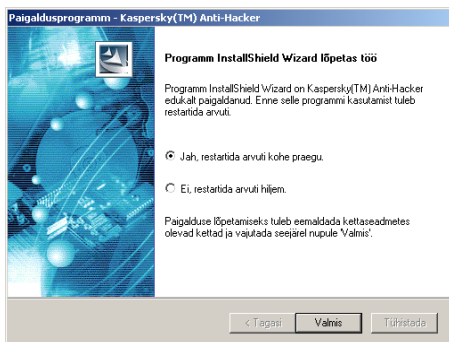 Paigaldusprogramm - Kaspersky(TM) Anti-Hacker
Programm InstallShield Wizard lõpetas töö
Programm InstallShield Wizard on Kaspersky(TM) Anti-Hacker
edukalt paigaldanud. Enne selle programmi kasutamist tuleb
restartida arvuti.
Jah, restartida arvuti kohe praegu.
Ei, restartida arvuti hiljem.
Paigalduse lõpetamiseks tuleb eemaldada kettaseadmetes
olevad kettad ja vajutada seejärel nupule 'Valmis'.
< Tagasi Valmis Tühistada